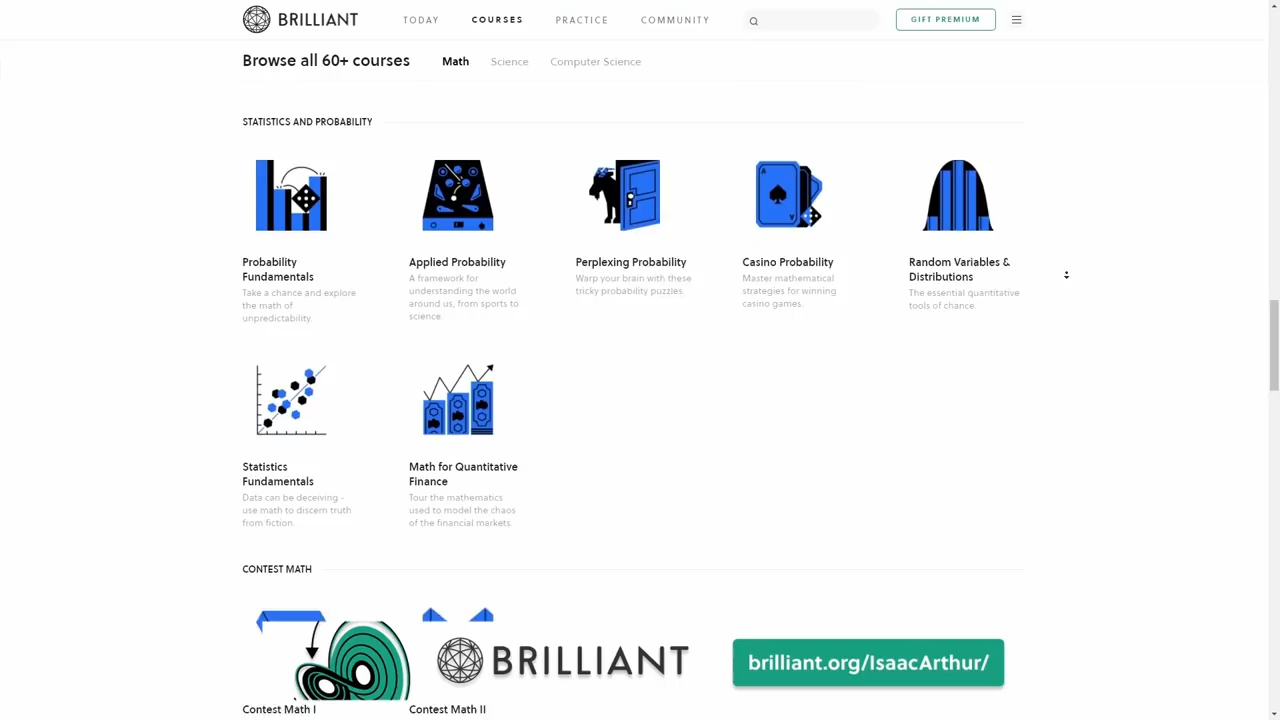 BRILLIANT
TODAY
COURSES
PRACTICE
COMMUNITY
GIFT PREMIUM
Browse all 60+ courses
Math
Science
Computer Science
STATISTICS AND PROBABILITY
Probability
Fundamentals
Take a chance and explore
the math of
unpredictability.
Applied Probability
A framework for
understanding the world
around us, from sports to
science.
Perplexing Probability
Warp your brain with these
tricky probability puzzles.
Casino Probability
Master mathematical
strategies for winning
casino games.
Random Variables &
Distributions
The essential quantitative
tools of chance.
Statistics
Fundamentals
Data can be deceiving -
use math to discern truth
from fiction.
Math for Quantitative
Finance
Tour the mathematics
used to model the chaos
of the financial markets.
CONTEST MATH
BRILLIANT
brilliant.org/IsaacArthur/
Contest Math I
Contest Math II